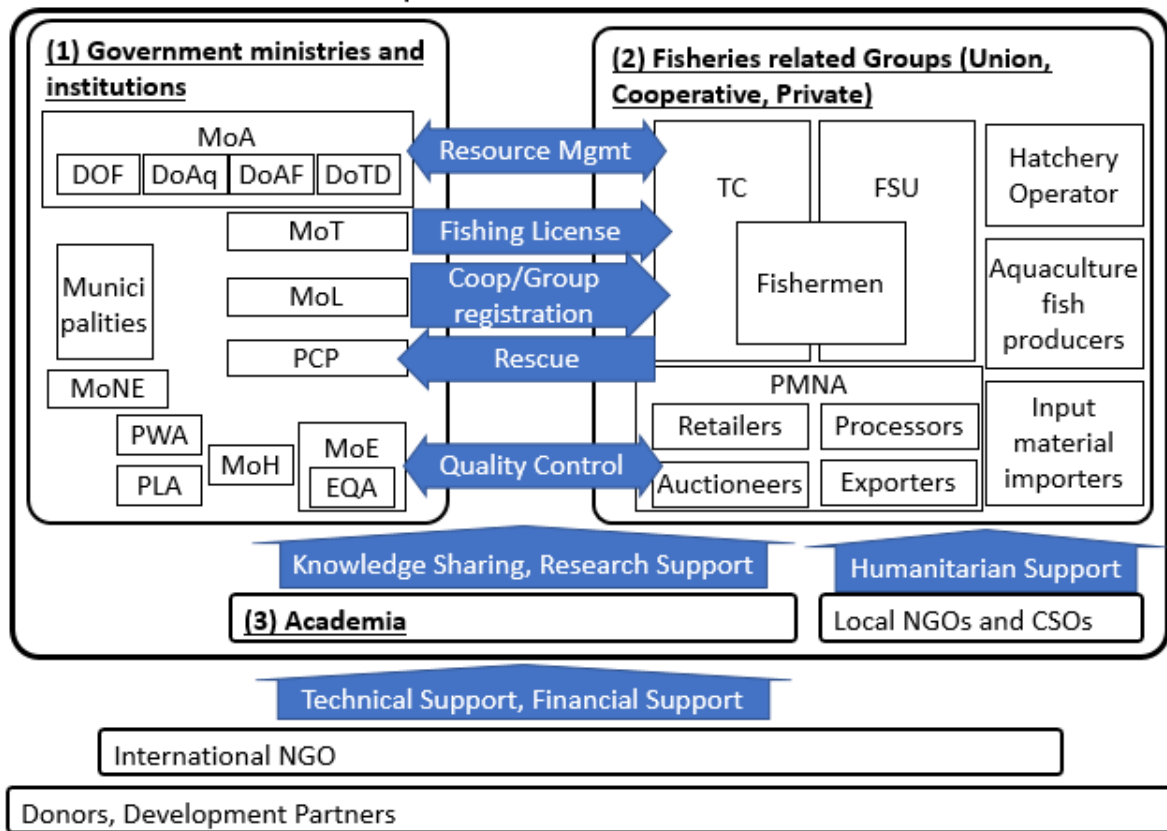 (1) Government ministries and
institutions
MoA
DOF
DoAq
DoAF
DoTD
MoT
Munici
palities
MoL
PCP
MoNE
PWA
PLA
MoH
MoE
EQA
Resource Mgmt
Fishing License
Coop/Group
registration
Rescue
Quality Control
(2) Fisheries related Groups (Union,
Cooperative, Private)
TC
FSU
Fishermen
Hatchery
Operator
Aquaculture
fish
producers
Input
material
importers
PMNA
Retailers
Processors
Auctioneers
Exporters
Knowledge Sharing, Research Support
Humanitarian Support
(3) Academia
Local NGOs and CSOs
Technical Support, Financial Support
International NGO
Donors, Development Partners